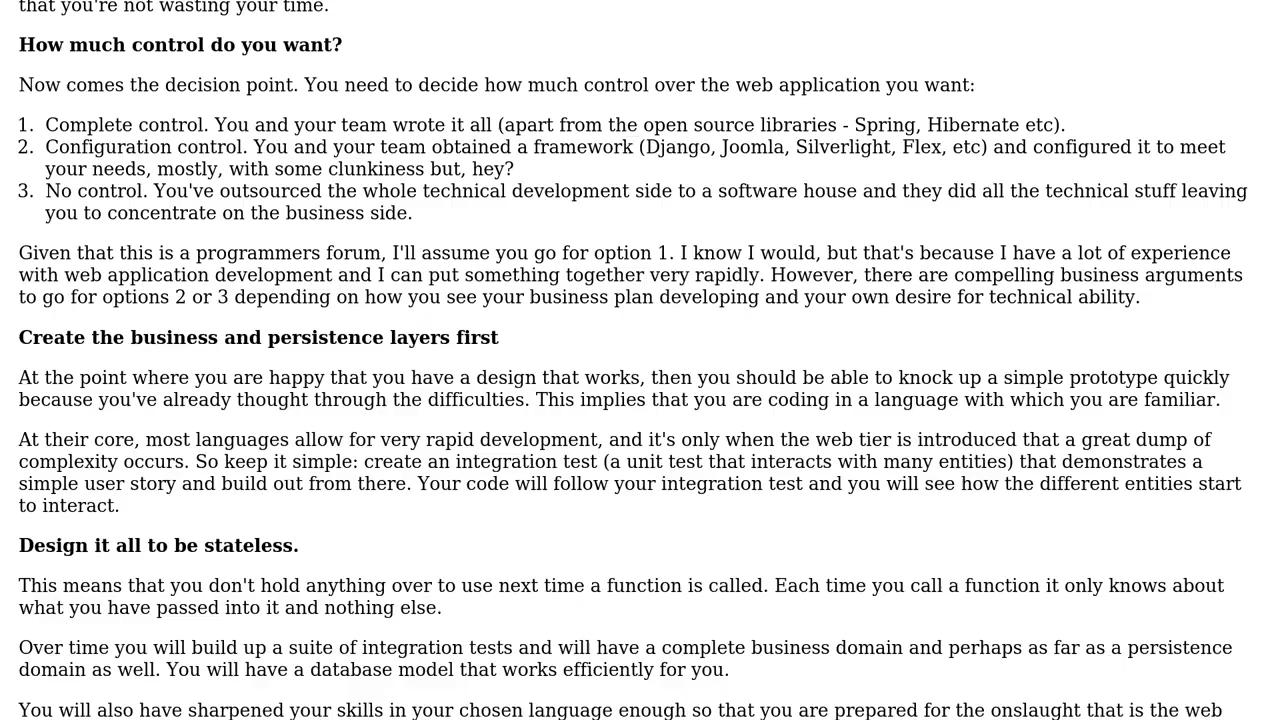 that you're not wasting your time.
How much control do you want?
Now comes the decision point. You need to decide how much control over the web application you want:
1. Complete control. You and your team wrote it all (apart from the open source libraries - Spring, Hibernate etc).
2. Configuration control. You and your team obtained a framework (Django, Joomla, Silverlight, Flex, etc) and configured it to meet
your needs, mostly, with some clunkiness but, hey?
3. No control. You've outsourced the whole technical development side to a software house and they did all the technical stuff leaving
you to concentrate on the business side.
Given that this is a programmers forum, I'll assume you go for option 1. I know I would, but that's because I have a lot of experience
with web application development and I can put something together very rapidly. However, there are compelling business arguments
to go for options 2 or 3 depending on how you see your business plan developing and your own desire for technical ability.
Create the business and persistence layers first
At the point where you are happy that you have a design that works, then you should be able to knock up a simple prototype quickly
because you've already thought through the difficulties. This implies that you are coding in a language with which you are familiar.
At their core, most languages allow for very rapid development, and it's only when the web tier is introduced that a great dump of
complexity occurs. So keep it simple: create an integration test (a unit test that interacts with many entities) that demonstrates a
simple user story and build out from there. Your code will follow your integration test and you will see how the different entities start
to interact.
Design it all to be stateless.
This means that you don't hold anything over to use next time a function is called. Each time you call a function it only knows about
what you have passed into it and nothing else.
Over time you will build up a suite of integration tests and will have a complete business domain and perhaps as far as a persistence
domain as well. You will have a database model that works efficiently for you.
You will also have sharpened your skills in your chosen language enough so that you are prepared for the onslaught that is the web